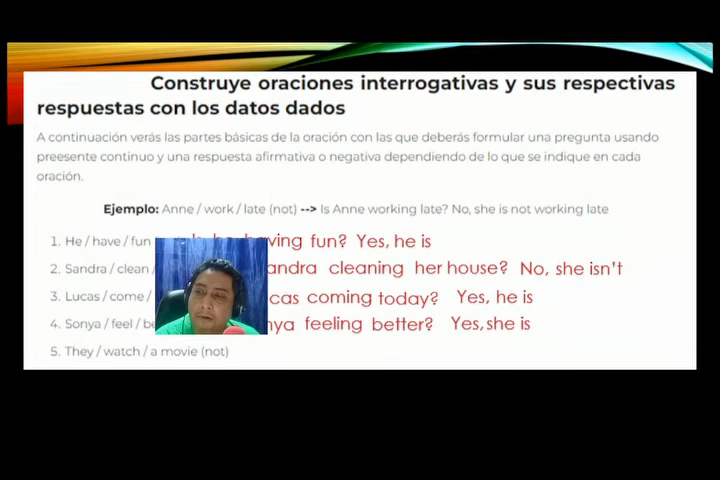 Construye oraciones interrogativas y sus respectivas
respuestas con los datos dados
A continuación verás las partes básicas de la oración con las que deberás formular una pregunta usando
preesente continuo y una respuesta afirmativa o negativa dependiendo de lo que se indique en cada
oración.
Ejemplo: Anne / work / late (not) --> Is Anne working late? No, she is not working late
1. He / have / fun fun? Yes, he is
2. Sandra / clean / cleaning her house? No, she isn't
3. Lucas / come / coming today? Yes, he is
4. Sonya / feel / feeling better? Yes, she is
5. They / watch / a movie (not)